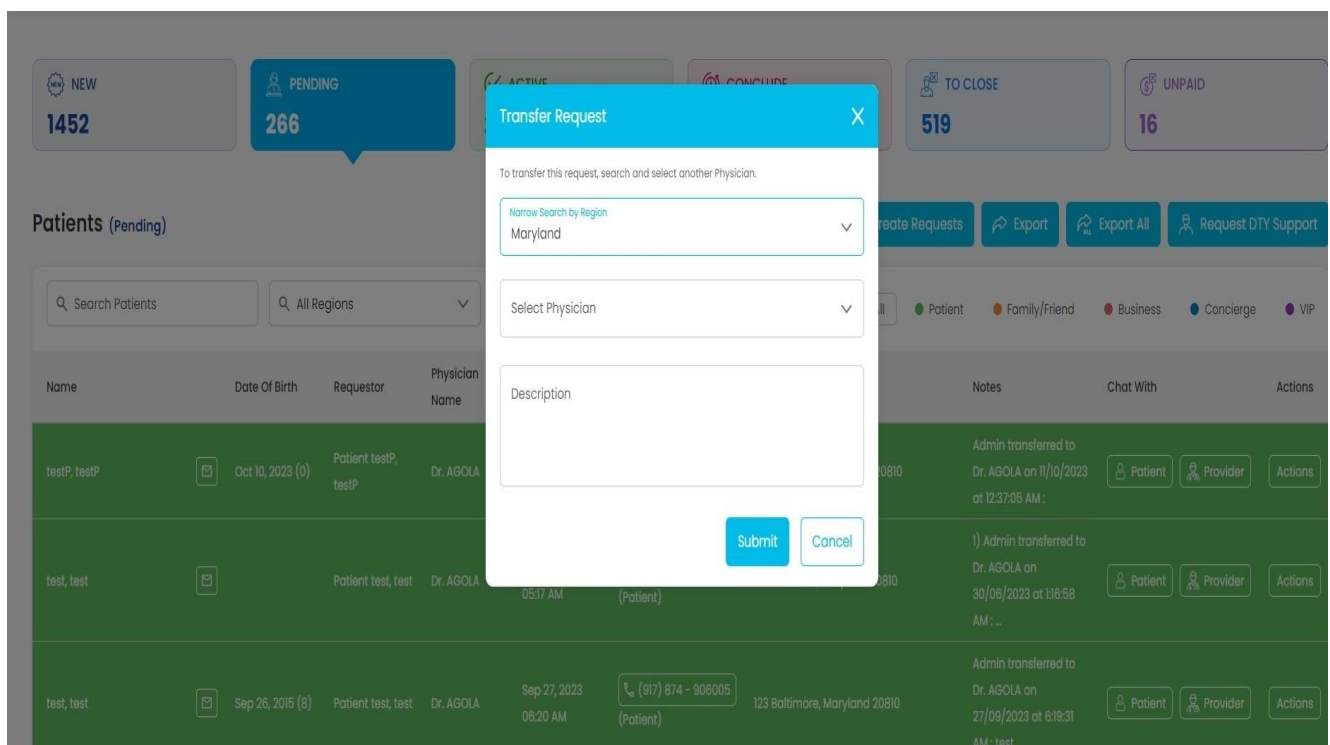 NEW
1452
PENDING
266
ACTIVE
CONCLUDE
TO CLOSE
519
UNPAID
16
Transfer Request
X
To transfer this request, search and select another Physician.
Narrow Search by Region
Maryland
Select Physician
Description
Submit
Cancel
Patients (Pending)
Requests
Export
ALL
Export All
Request DTY Support
Search Patients
All Regions
Patient
Family/Friend
Business
Concierge
VIP
Name
Date Of Birth
Requestor
Physician
Name
Notes
Chat With
Actions
testP, testP
Oct 10, 2023 (0)
Patient testP,
testP
Dr. AGOLA
20810
Admin transferred to
Dr. AGOLA on 11/10/2023
at 12:37:05 AM :
Patient
Provider
Actions
test, test
Patient test, test
Dr. AGOLA
05:17 AM
(Patient)
1) Admin transferred to
Dr. AGOLA on
30/06/2023 at 1:16:58
AM : ...
Patient
Provider
Actions
test, test
Sep 26, 2015 (8)
Patient test, test
Dr. AGOLA
Sep 27, 2023
06:20 AM
(917) 874 - 906005
(Patient)
123 Baltimore, Maryland 20810
Admin transferred to
Dr. AGOLA on
27/09/2023 at 6:19:31
AM : test
Patient
Provider
Actions